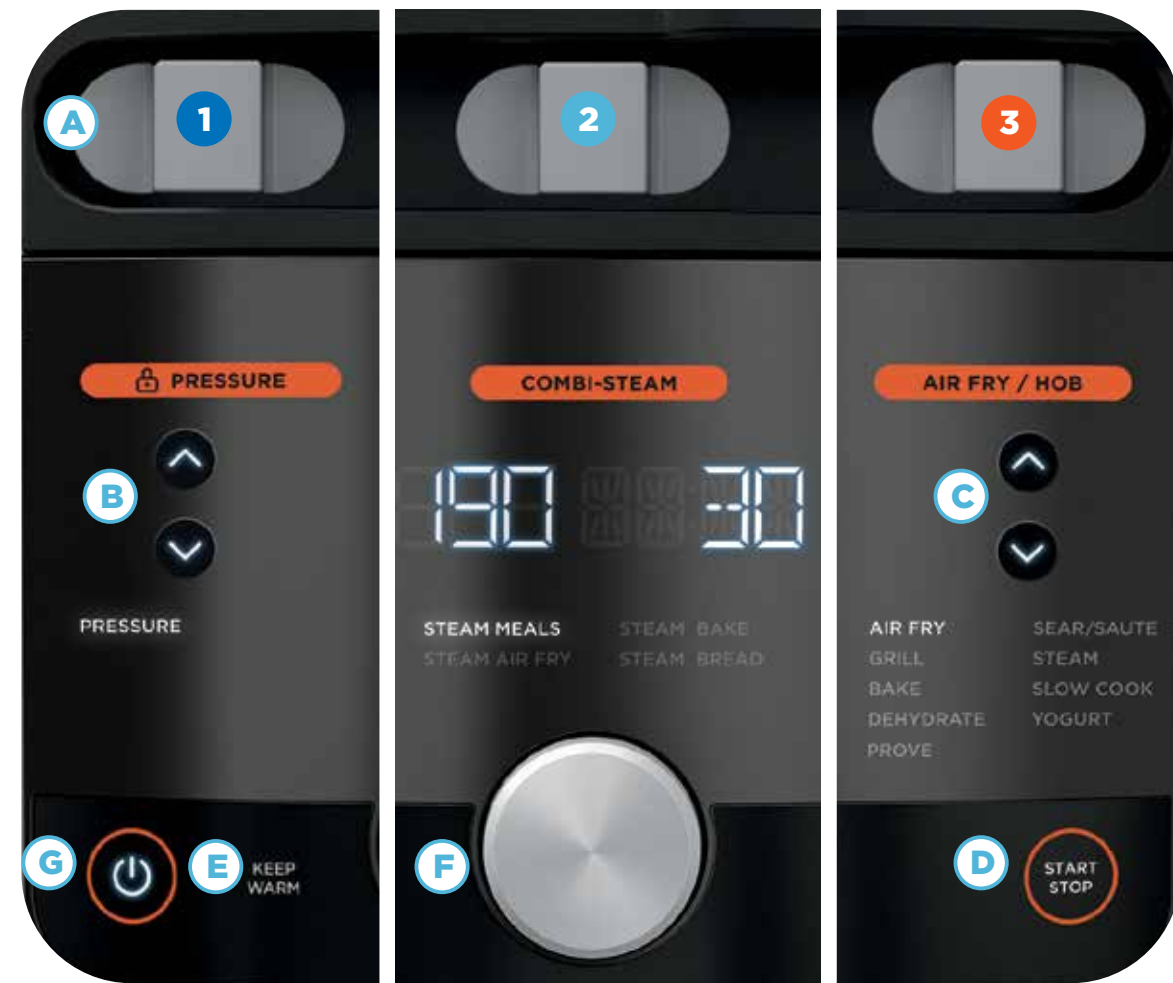 A
1
2
3
PRESSURE
COMBI-STEAM
AIR FRY / HOB
B
190
30
C
PRESSURE
STEAM MEALS
STEAM BAKE
STEAM AIR FRY
STEAM BREAD
AIR FRY
SEAR/SAUTE
GRILL
STEAM
BAKE
SLOW COOK
DEHYDRATE
YOGURT
PROVE
G
E
KEEP
WARM
F
D
START
STOP